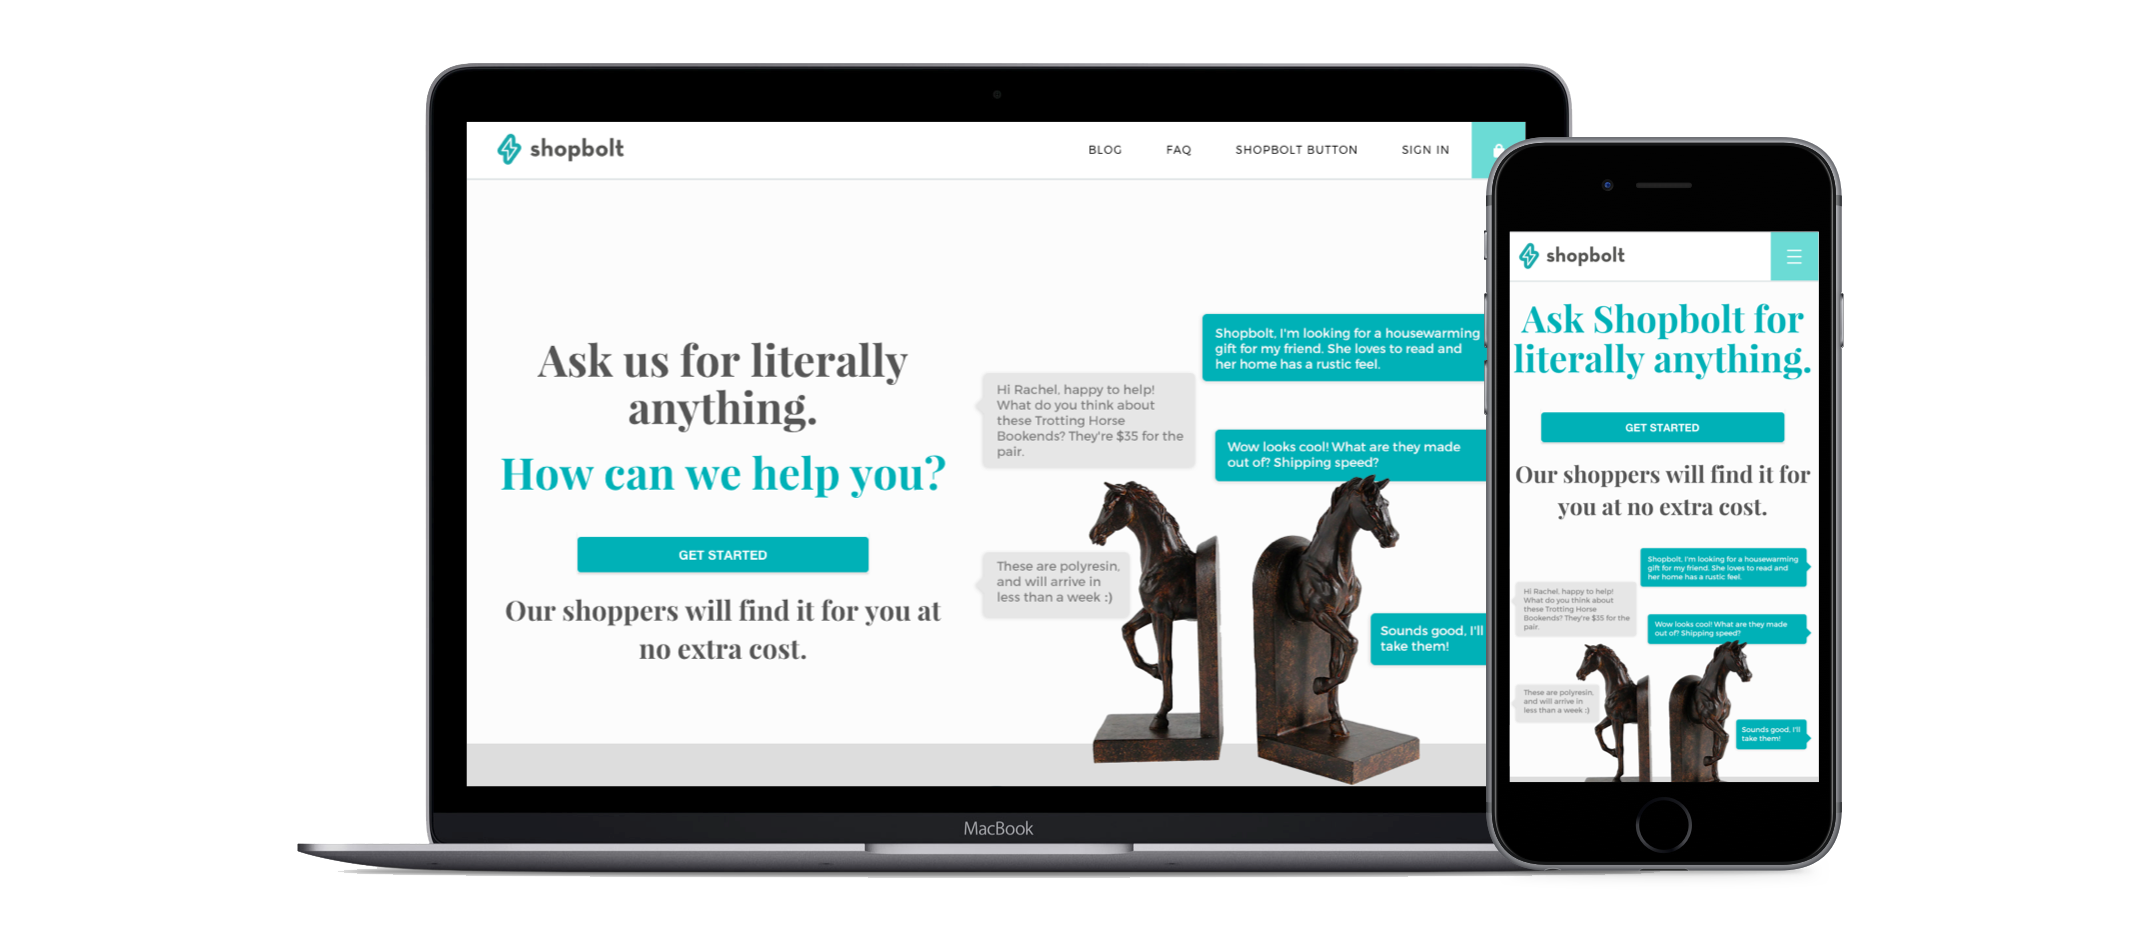 shopbolt
BLOG
FAQ
SHOPBOLT BUTTON
SIGN IN
Ask us for literally
anything.
How can we help you?
GET STARTED
Our shoppers will find it for you at
no extra cost.
Shopbolt, I'm looking for a housewarming
gift for my friend. She loves to read and
her home has a rustic feel.
Hi Rachel, happy to help!
What do you think about
these Trotting Horse
Bookends? They're $35 for the
pair.
Wow looks cool! What are they made
out of? Shipping speed?
These are polyresin,
and will arrive in
less than a week :)
Sounds good, I'll
take them!
MacBook
shopbolt
Ask Shopbolt for
literally anything.
GET STARTED
Our shoppers will find it for
you at no extra cost.
Shopbolt, I'm looking for a housewarming
gift for my friend. She loves to read and
her home has a rustic feel.
Hi Rachel, happy to help!
What do you think about
these Trotting Horse
Bookends? They're $35 for the
pair.
Wow looks cool! What are they made
out of? Shipping speed?
These are polyresin,
and will arrive in
less than a week :)
Sounds good, I'll
take them!